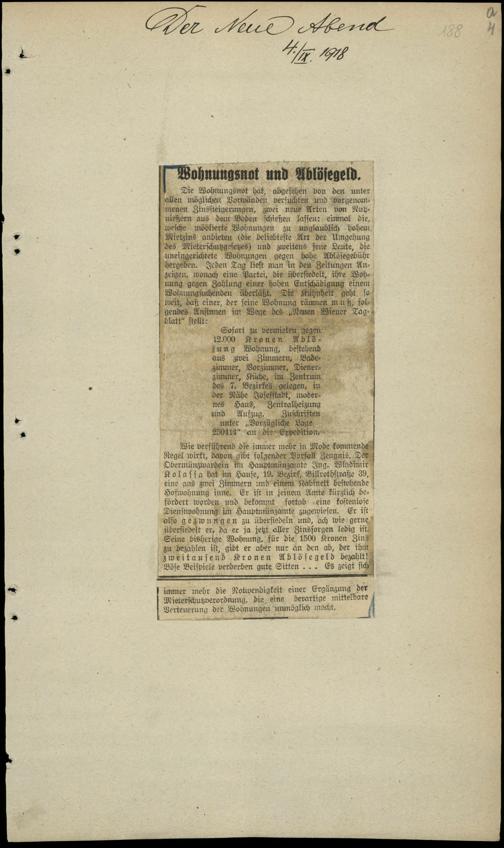 Der Neue Abend
4./IX. 1918
188
a
4
Wohnungsnot und Ablösegeld.
Die Wohnungsnot hat, abgesehen von den unter
allen möglichen Vorwänden versuchten und vorgenom-
menen Zinssteigerungen, zwei neue Arten von Nutz-
nießern aus dem Boden schießen lassen: einmal die,
welche möblierte Wohnungen zu unglaublich hohem
Mietzins anbieten (die beliebteste Art der Umgehung
des Mieterschutzgesetzes) und zweitens jene Leute, die
uneingerichtete Wohnungen gegen hohe Ablösegebühr
hergeben. Jeden Tag liest man in den Zeitungen An-
zeigen, wonach eine Partei, die übersiedelt, ihre Woh-
nung gegen Zahlung einer hohen Entschädigung einem
Wohnungsuchenden überläßt. Die Kühnheit geht so
weit, daß einer, der seine Wohnung räumen muß, fol-
gendes Ansinnen im Wege des „Neuen Wiener Tag-
blatt" stellt:
Sofort zu vermieten gegen
12.000 Kronen Ablö-
sung Wohnung, bestehend
aus zwei Zimmern, Bade-
zimmer, Vorzimmer, Diener-
zimmer, Küche, im Zentrum
des 7. Bezirkes gelegen, in
der Nähe Josefstadt, moder-
nes Haus, Zentralheizung
und Aufzug. Zuschriften
unter „Vorzügliche Lage
250414" an die Expedition.
Wie verführend die immer mehr in Mode kommende
Regel wirkt, davon gibt folgender Vorfall Zeugnis. Der
Obermünzwardein im Hauptmünzamte Ing. Wladimir
Kolassa hat im Hause, 19. Bezirk, Billrothstraße 39,
eine aus zwei Zimmern und einem Kabinett bestehende
Hofwohnung inne. Er ist in seinem Amte kürzlich be-
fördert worden und bekommt sofort eine kostenlose
Dienstwohnung im Hauptmünzamte zugewiesen. Er ist
also gezwungen zu übersiedeln und, ach wie gerne
übersiedelt er, da er ja jetzt aller Zinssorgen ledig ist.
Seine bisherige Wohnung, für die 1500 Kronen Zins
zu bezahlen ist, gibt er aber nur an den ab, der ihm
zweitausend Kronen Ablösegeld bezahlt!
Böse Beispiele verderben gute Sitten ... Es zeigt sich
immer mehr die Notwendigkeit einer Ergänzung der
Mieterschutzverordnung, die eine derartige mittelbare
Verteuerung der Wohnungen unmöglich macht.